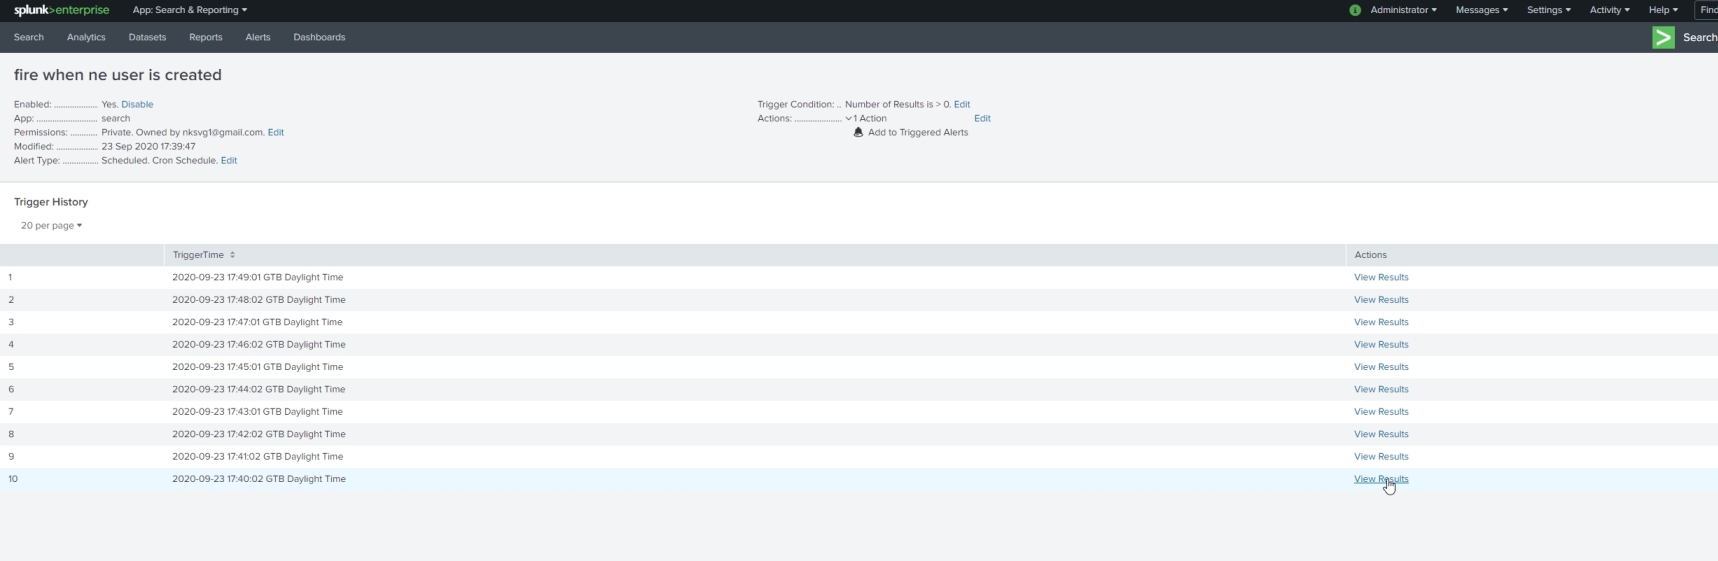 splunk>enterprise App: Search & Reporting Administrator Messages Settings Activity Help Find
Search Analytics Datasets Reports Alerts Dashboards Search
fire when ne user is created
Enabled: .................. Yes. Disable
App: ......................... search
Permissions: ........... Private. Owned by nksvg1@gmail.com. Edit
Modified: .................. 23 Sep 2020 17:39:47
Alert Type: .............. Scheduled. Cron Schedule. Edit
Trigger Condition: .. Number of Results is > 0. Edit
Actions: .................... 1 Action Edit
Add to Triggered Alerts
Trigger History
20 per page
TriggerTime Actions
1 2020-09-23 17:49:01 GTB Daylight Time View Results
2 2020-09-23 17:48:02 GTB Daylight Time View Results
3 2020-09-23 17:47:01 GTB Daylight Time View Results
4 2020-09-23 17:46:02 GTB Daylight Time View Results
5 2020-09-23 17:45:01 GTB Daylight Time View Results
6 2020-09-23 17:44:02 GTB Daylight Time View Results
7 2020-09-23 17:43:01 GTB Daylight Time View Results
8 2020-09-23 17:42:02 GTB Daylight Time View Results
9 2020-09-23 17:41:02 GTB Daylight Time View Results
10 2020-09-23 17:40:02 GTB Daylight Time View Results